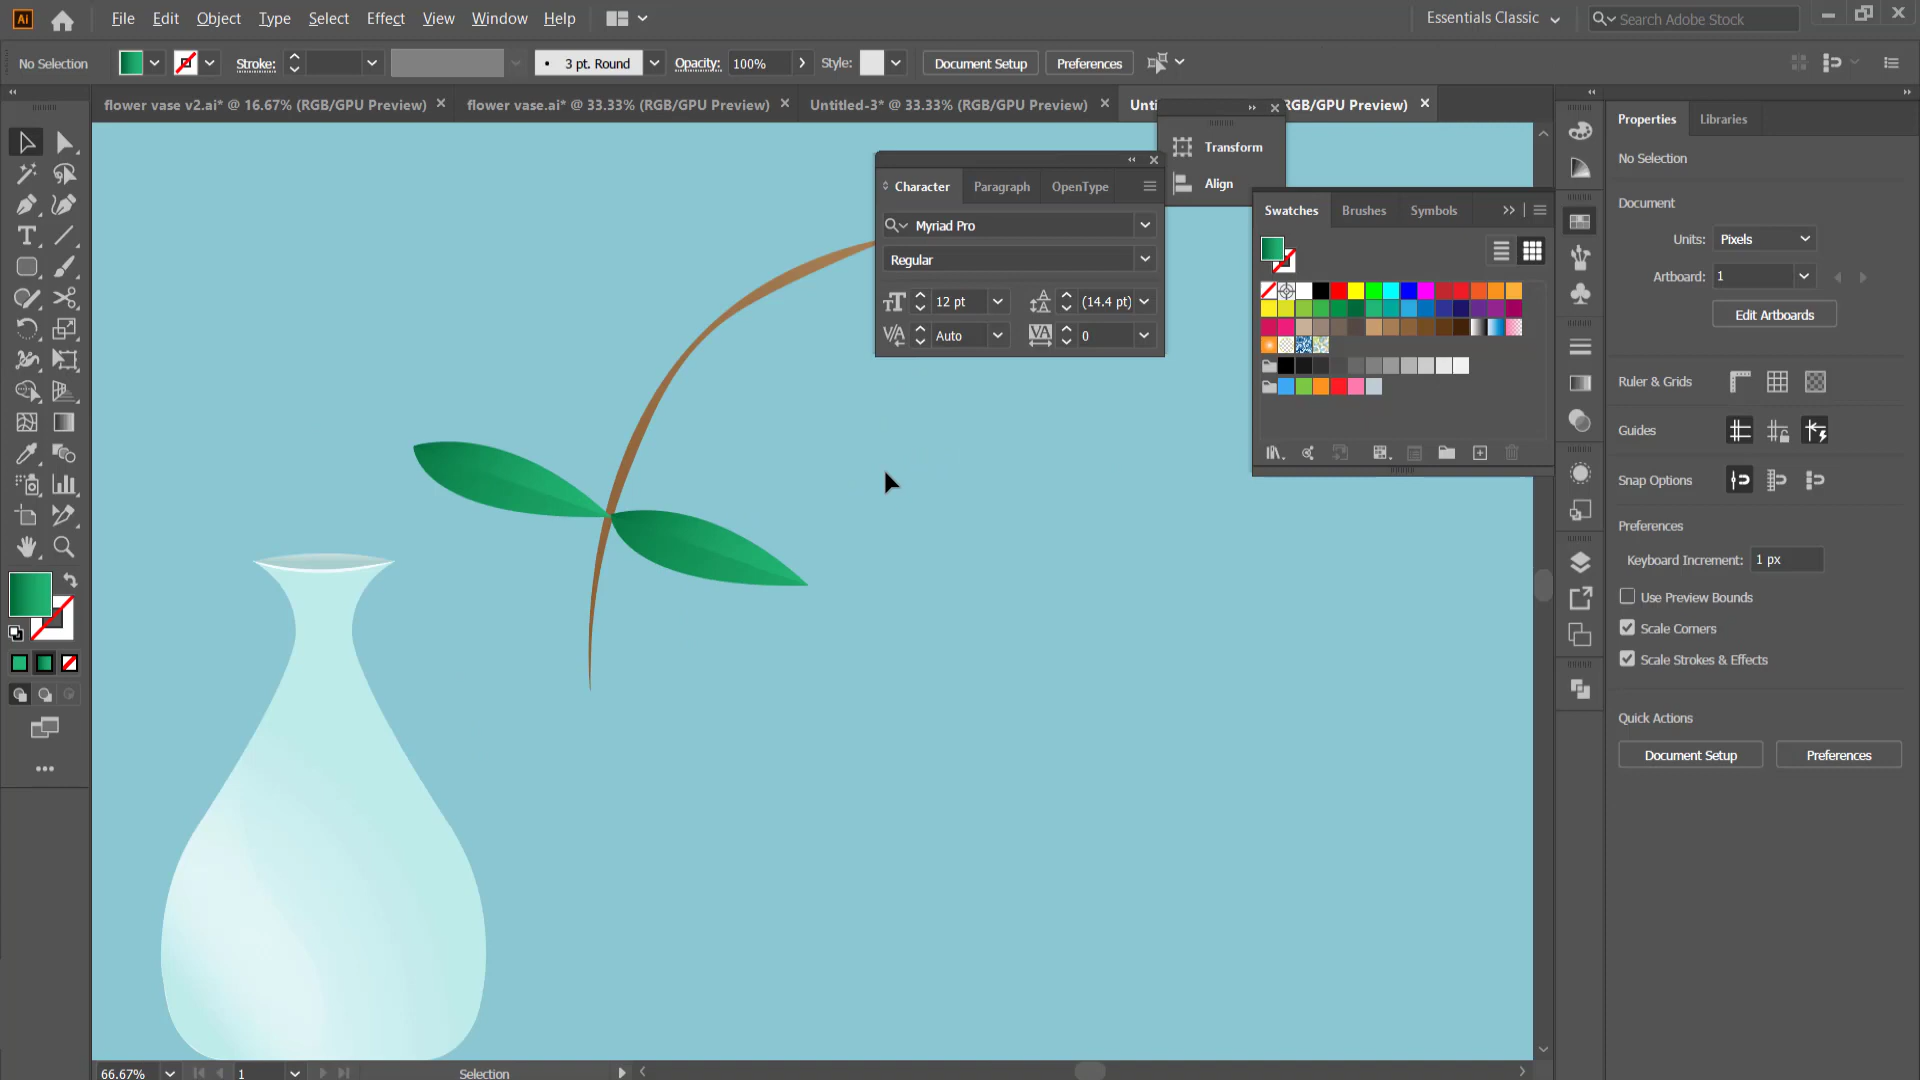 Ai File Edit Object Type Select Effect View Window Help Essentials Classic Search Adobe Stock
No Selection Stroke: 3 pt. Round Opacity: 100% Style: Document Setup Preferences
flower vase v2.ai* @ 16.67% (RGB/GPU Preview) flower vase.ai* @ 33.33% (RGB/GPU Preview) Untitled-3* @ 33.33% (RGB/GPU Preview) RGB/GPU Preview)
Transform
Align
Character Paragraph OpenType
Myriad Pro
Regular
12 pt (14.4 pt)
Auto 0
Swatches Brushes Symbols
Properties Libraries
No Selection
Document
Units: Pixels
Artboard: 1
Edit Artboards
Ruler & Grids
Guides
Snap Options
Preferences
Keyboard Increment: 1 px
Use Preview Bounds
Scale Corners
Scale Strokes & Effects
Quick Actions
Document Setup Preferences
66.67% 1 Selection